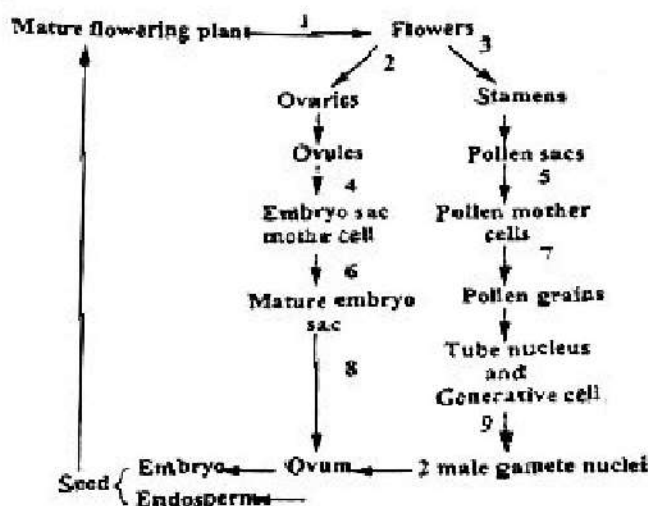 1
Mature flowering plant
Flowers
2
3
Ovaries
Stamens
Ovules
Pollen sacs
4
5
Embryo sac
mothe cell
Pollen mother
cells
6
7
Mature embryo
sac
Pollen grains
8
Tube nucleus
and
Generative cell
9
Seed { Embryo
Ovum
2 male gamete nuclei
Endosperm